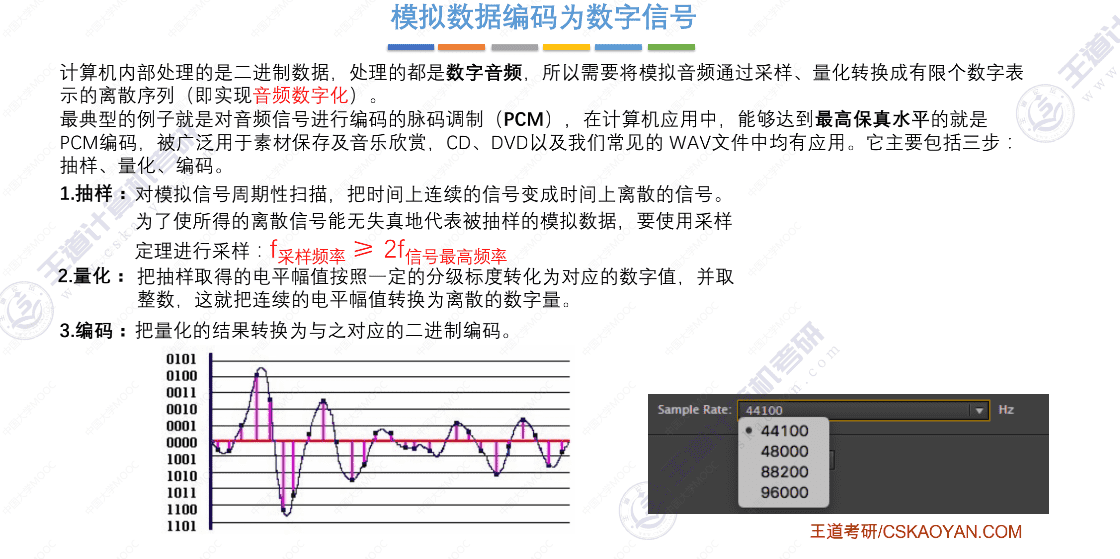 模拟数据编码为数字信号
计算机内部处理的是二进制数据，处理的都是数字音频，所以需要将模拟音频通过采样、量化转换成有限个数字表
示的离散序列（即实现音频数字化）。
最典型的例子就是对音频信号进行编码的脉码调制（PCM），在计算机应用中，能够达到最高保真水平的就是
PCM编码，被广泛用于素材保存及音乐欣赏，CD、DVD以及我们常见的 WAV文件中均有应用。它主要包括三步：
抽样、量化、编码。
1.抽样：对模拟信号周期性扫描，把时间上连续的信号变成时间上离散的信号。
为了使所得的离散信号能无失真地代表被抽样的模拟数据，要使用采样
定理进行采样：f采样频率 ≥ 2f信号最高频率
2.量化：把抽样取得的电平幅值按照一定的分级标度转化为对应的数字值，并取
整数，这就把连续的电平幅值转换为离散的数字量。
3.编码：把量化的结果转换为与之对应的二进制编码。
0101
0100
0011
0010
0001
0000
1001
1010
1011
1100
1101
Sample Rate: 44100 Hz
44100
48000
88200
96000
王道考研/CSKAOYAN.COM